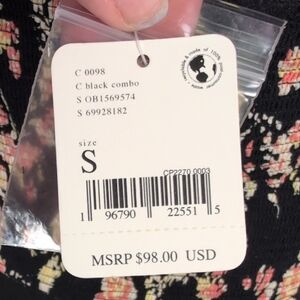 C 0098
C black combo
S OB1569574
S 69928182
size
S
CP2270 0003
1 96790 22551 5
MSRP $98.00 USD